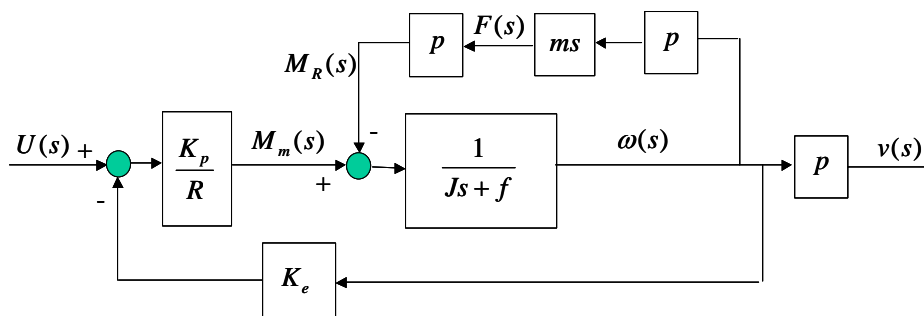 p
F(s)
ms
p
M_R(s)
-
U(s) +
K_p
R
M_m(s)
+
1
Js + f
ω(s)
p
v(s)
-
K_e